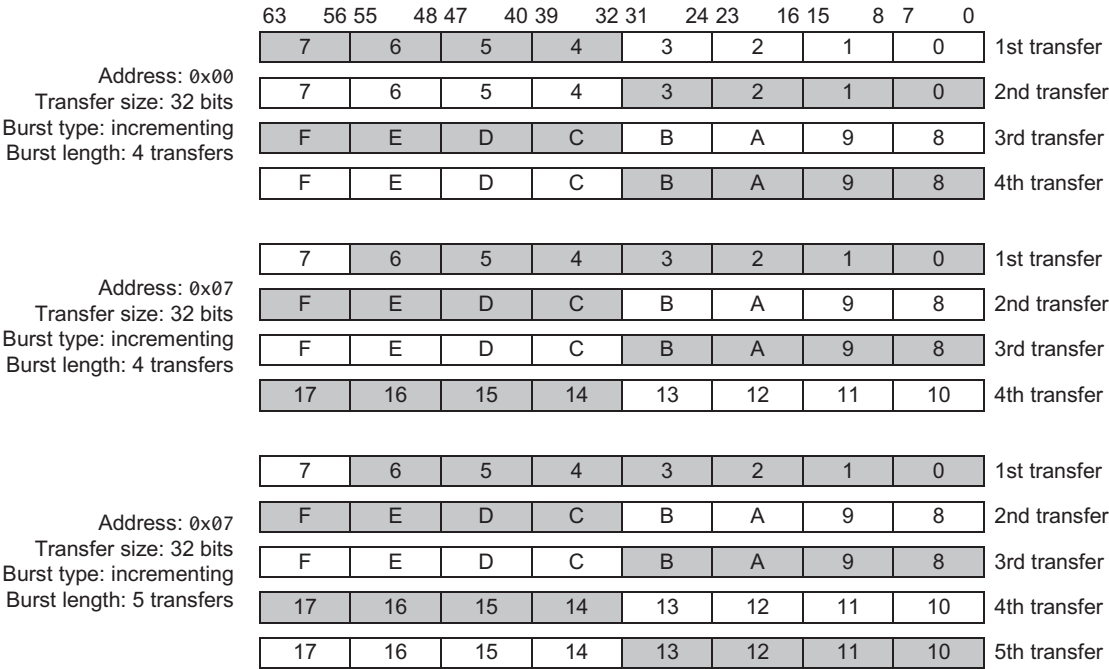 63 56 55 48 47 40 39 32 31 24 23 16 15 8 7 0
7 6 5 4 3 2 1 0 1st transfer
Address: 0x00
Transfer size: 32 bits
Burst type: incrementing
Burst length: 4 transfers
7 6 5 4 3 2 1 0 2nd transfer
F E D C B A 9 8 3rd transfer
F E D C B A 9 8 4th transfer
7 6 5 4 3 2 1 0 1st transfer
Address: 0x07
Transfer size: 32 bits
Burst type: incrementing
Burst length: 4 transfers
F E D C B A 9 8 2nd transfer
F E D C B A 9 8 3rd transfer
17 16 15 14 13 12 11 10 4th transfer
7 6 5 4 3 2 1 0 1st transfer
Address: 0x07
Transfer size: 32 bits
Burst type: incrementing
Burst length: 5 transfers
F E D C B A 9 8 2nd transfer
F E D C B A 9 8 3rd transfer
17 16 15 14 13 12 11 10 4th transfer
17 16 15 14 13 12 11 10 5th transfer